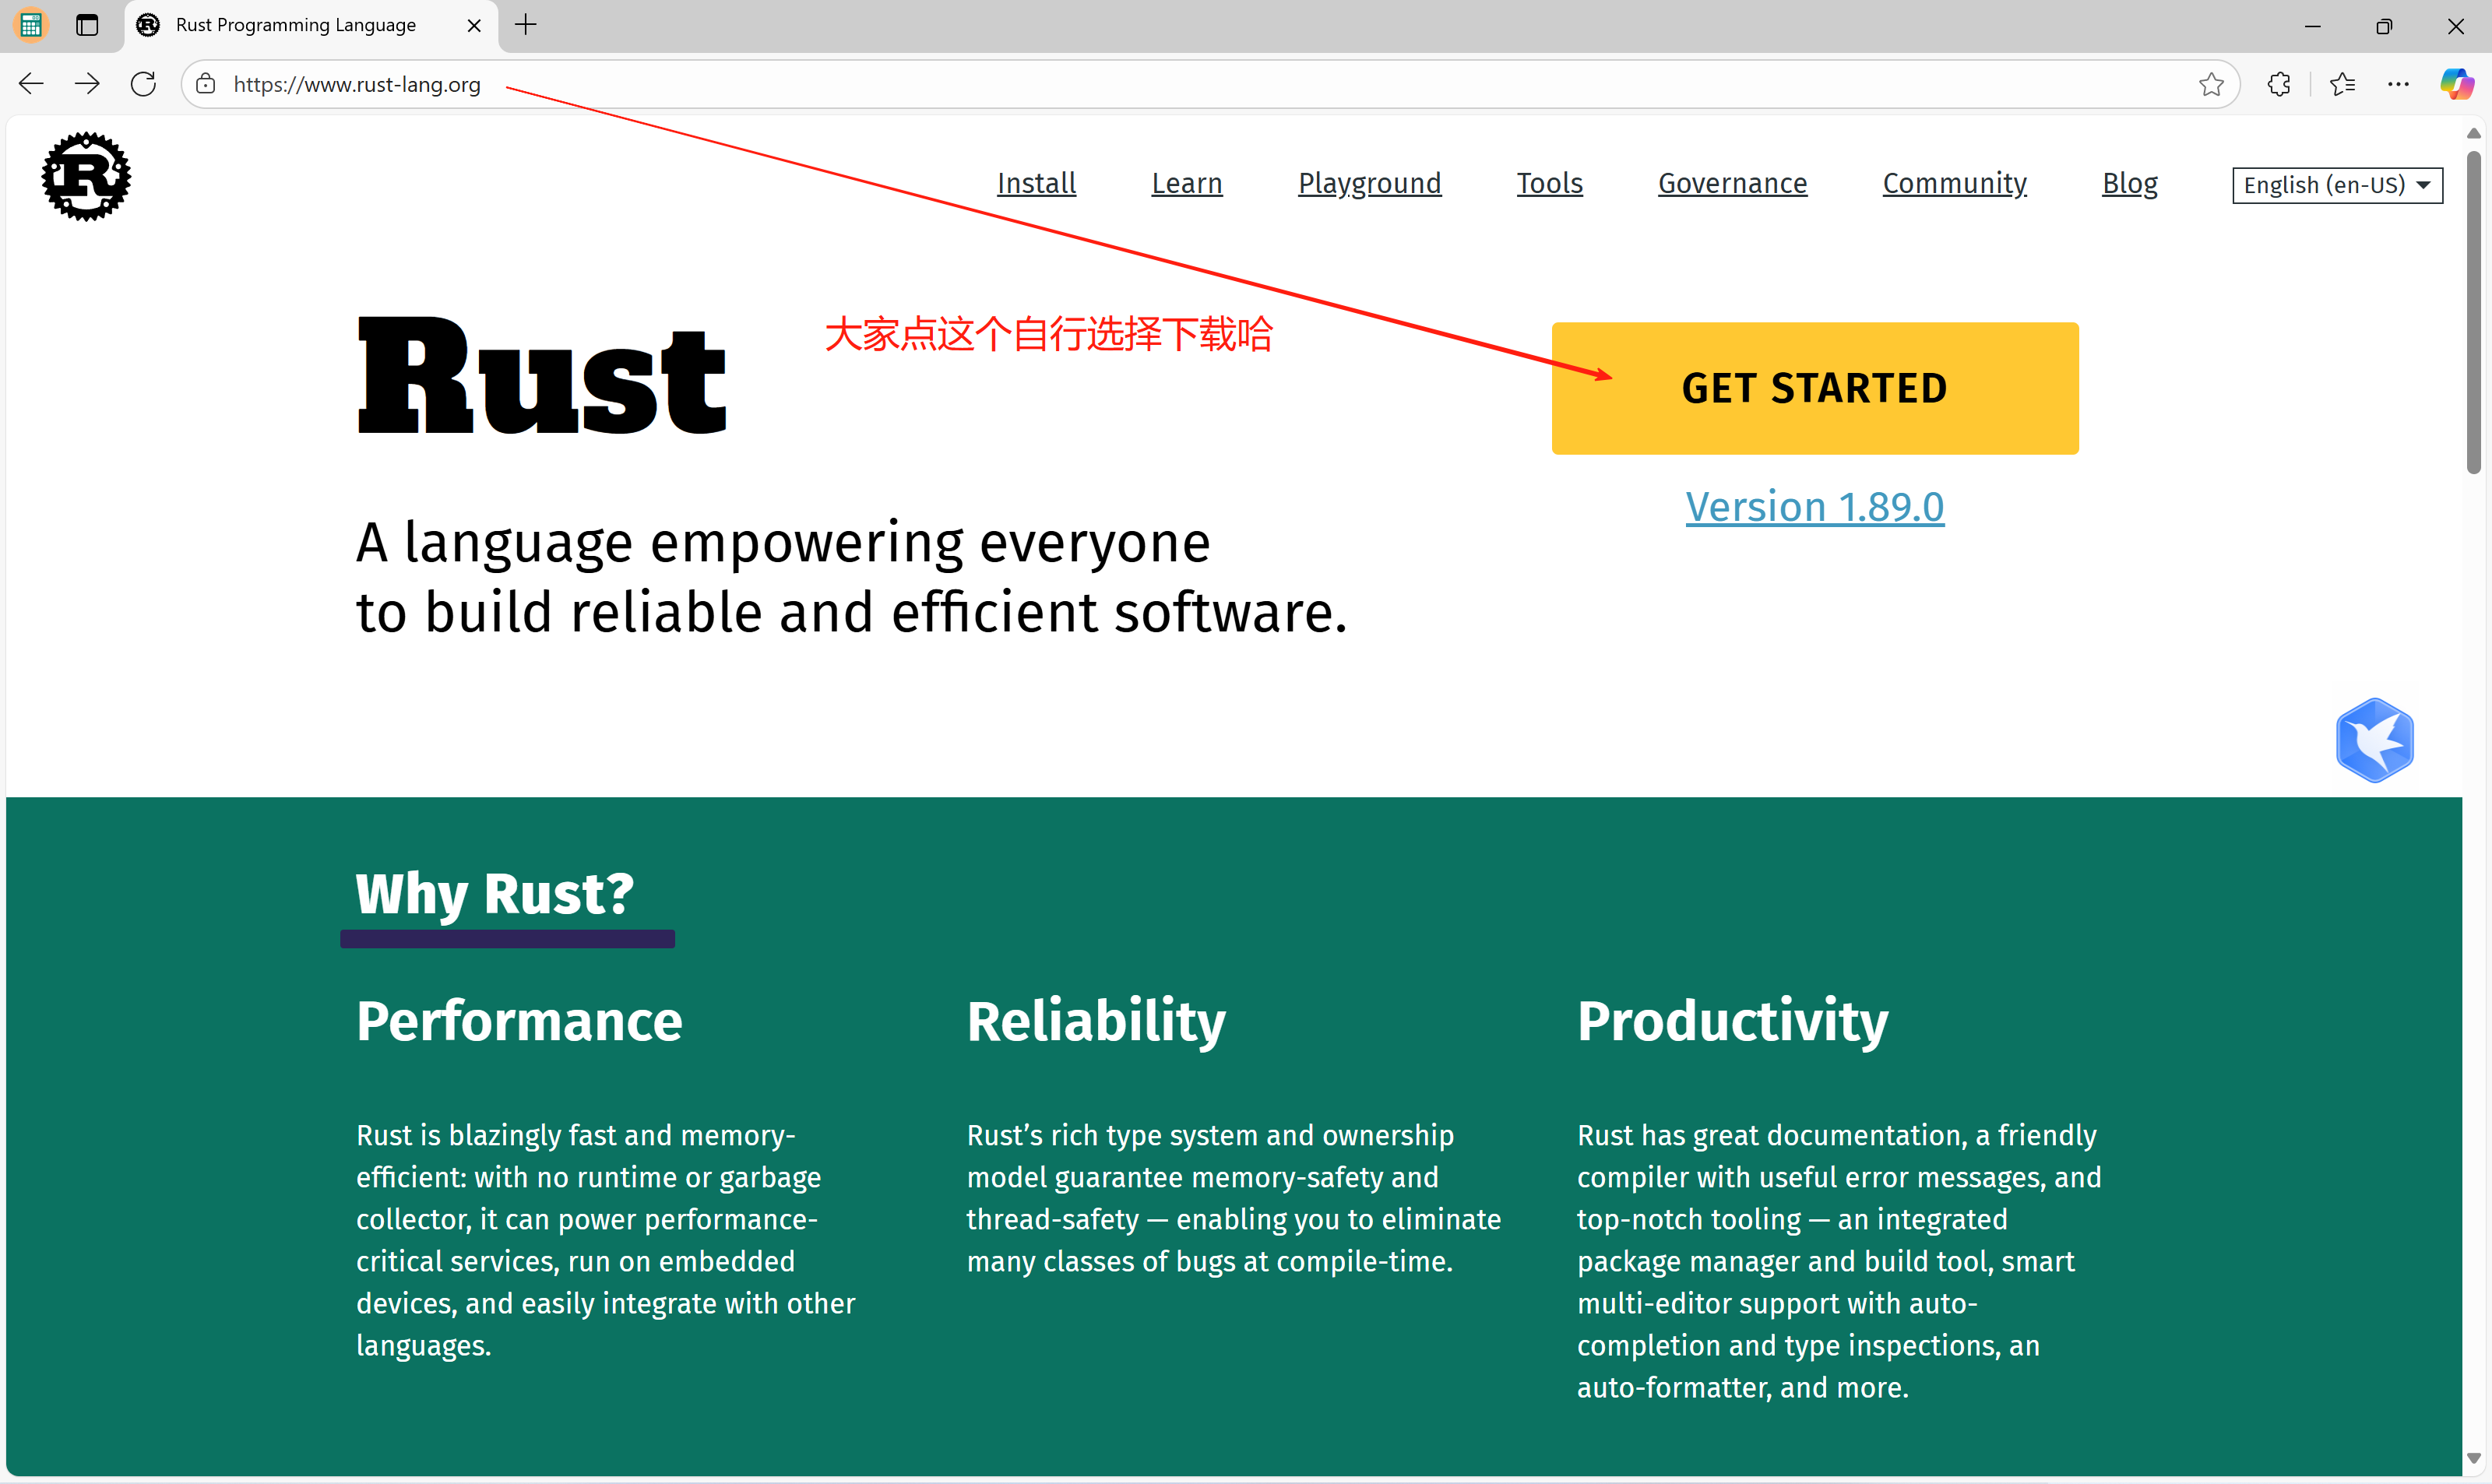 Rust Programming Language
https://www.rust-lang.org
R
Install Learn Playground Tools Governance Community Blog English (en-US)
Rust
大家点这个自行选择下载哈
GET STARTED
Version 1.89.0
A language empowering everyone
to build reliable and efficient software.
Why Rust?
Performance
Rust is blazingly fast and memory-
efficient: with no runtime or garbage
collector, it can power performance-
critical services, run on embedded
devices, and easily integrate with other
languages.
Reliability
Rust’s rich type system and ownership
model guarantee memory-safety and
thread-safety — enabling you to eliminate
many classes of bugs at compile-time.
Productivity
Rust has great documentation, a friendly
compiler with useful error messages, and
top-notch tooling — an integrated
package manager and build tool, smart
multi-editor support with auto-
completion and type inspections, an
auto-formatter, and more.